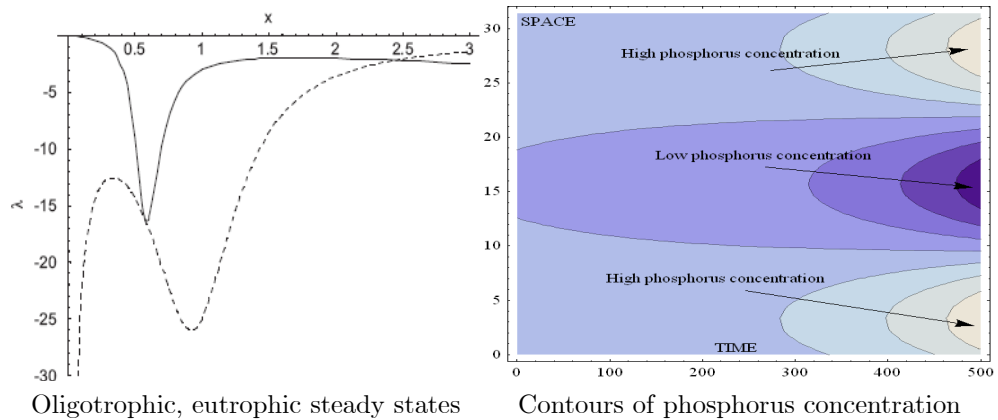 x
0.5 1 1.5 2 2.5 3
-5
-10
-15
-20
-25
-30
λ
Oligotrophic, eutrophic steady states
SPACE
30
25
20
15
10
5
0
High phosphorus concentration
Low phosphorus concentration
High phosphorus concentration
TIME
0 100 200 300 400 500
Contours of phosphorus concentration